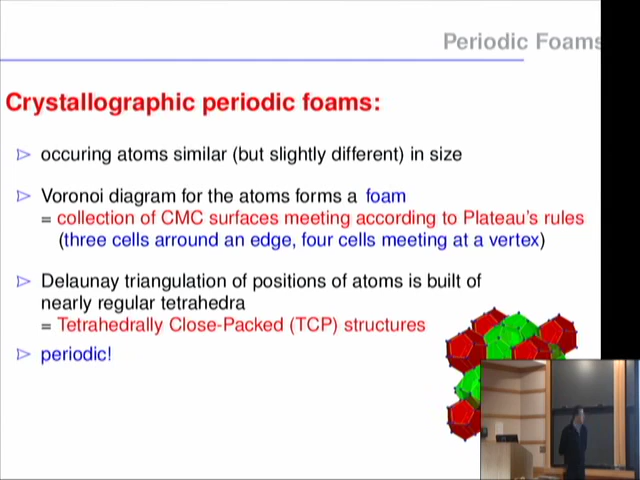 Periodic Foams
Crystallographic periodic foams:
▷ occuring atoms similar (but slightly different) in size
▷ Voronoi diagram for the atoms forms a foam
= collection of CMC surfaces meeting according to Plateau's rules
(three cells arround an edge, four cells meeting at a vertex)
▷ Delaunay triangulation of positions of atoms is built of
nearly regular tetrahedra
= Tetrahedrally Close-Packed (TCP) structures
▷ periodic!